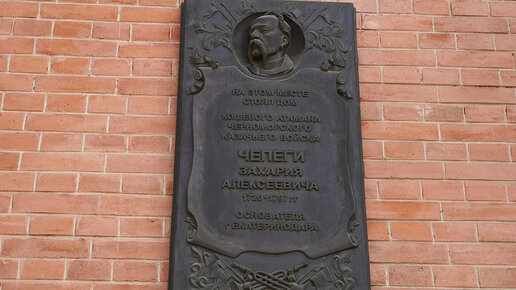 НА ЭТОМ МЕСТЕ
СТОЯЛ ДОМ
КОШЕВОГО АТАМАНА
ЧЕРНОМОРСКОГО
КАЗАЧЬЕГО ВОЙСКА
ЧЕПЕГИ
ЗАХАРИЯ
АЛЕКСЕЕВИЧА
1726-1797 гг
ОСНОВАТЕЛЯ
г. ЕКАТЕРИНОДАРА